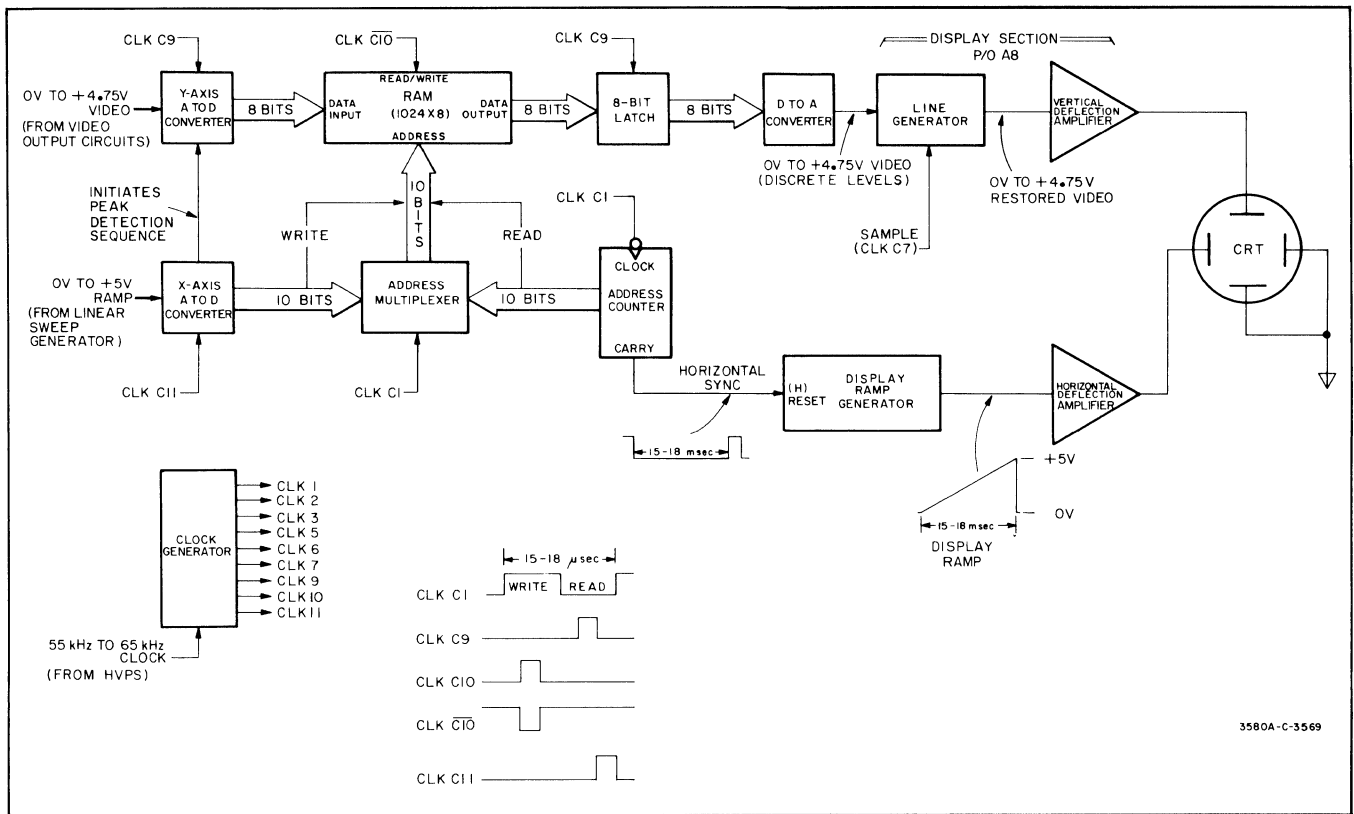 CLK C9
CLK C̅1̅0̅
CLK C9
DISPLAY SECTION
P/O A8
0V TO +4.75V
VIDEO
(FROM VIDEO
OUTPUT CIRCUITS)
Y-AXIS
A TO D
CONVERTER
8 BITS
READ/WRITE
RAM
(1024X8)
DATA
INPUT
DATA
OUTPUT
ADDRESS
8 BITS
8-BIT
LATCH
8 BITS
D TO A
CONVERTER
LINE
GENERATOR
VERTICAL
DEFLECTION
AMPLIFIER
0V TO +4.75V VIDEO
(DISCRETE LEVELS)
0V TO +4.75V
RESTORED VIDEO
SAMPLE
(CLK C7)
CRT
INITIATES
PEAK
DETECTION
SEQUENCE
WRITE
10
BITS
READ
CLK C1
0V TO +5V
RAMP
(FROM LINEAR
SWEEP
GENERATOR)
X-AXIS
A TO D
CONVERTER
10 BITS
ADDRESS
MULTIPLEXER
10 BITS
CLOCK
ADDRESS
COUNTER
CARRY
CLK C11
CLK C1
HORIZONTAL
SYNC
(H)
RESET
DISPLAY
RAMP
GENERATOR
HORIZONTAL
DEFLECTION
AMPLIFIER
15-18 msec
+5V
0V
15-18 msec
DISPLAY
RAMP
CLOCK
GENERATOR
CLK 1
CLK 2
CLK 3
CLK 5
CLK 6
CLK 7
CLK 9
CLK 10
CLK 11
55 kHz TO 65 kHz
CLOCK
(FROM HVPS)
15-18 μsec
CLK C1
WRITE
READ
CLK C9
CLK C10
CLK C̅1̅0̅
CLK C11
3580A-C-3569